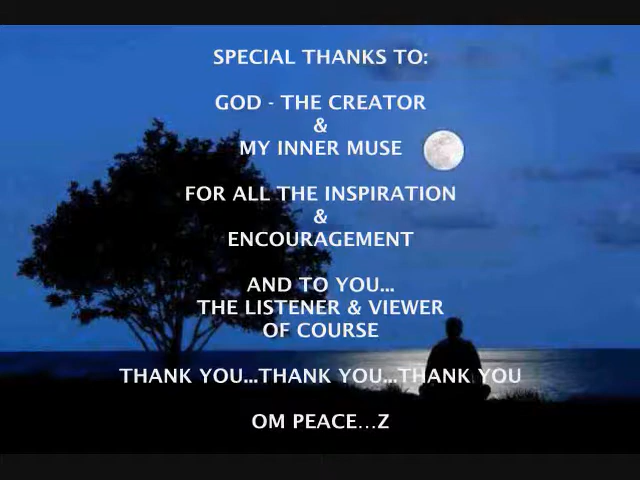 SPECIAL THANKS TO:
GOD - THE CREATOR
&
MY INNER MUSE
FOR ALL THE INSPIRATION
&
ENCOURAGEMENT
AND TO YOU...
THE LISTENER & VIEWER
OF COURSE
THANK YOU...THANK YOU...THANK YOU
OM PEACE...Z